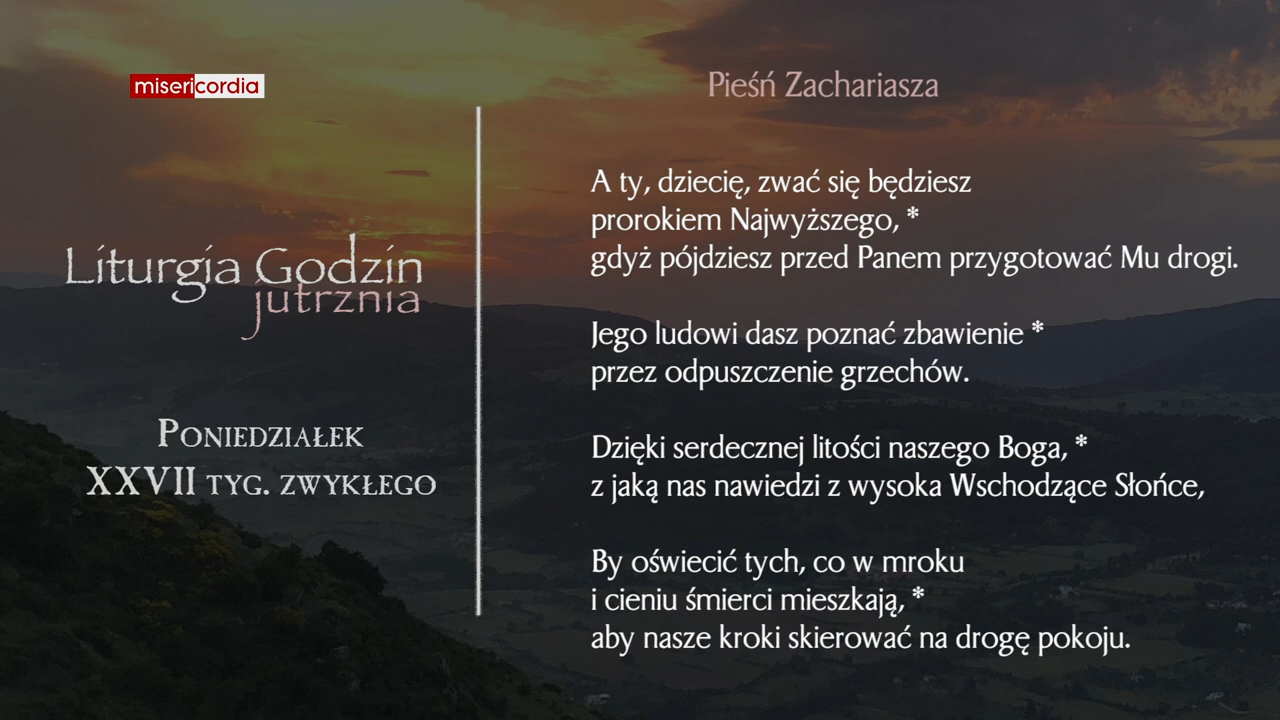 misericordia
Liturgia Godzin
jutrznia
Poniedziałek
XXVII tyg. zwykłego
Pieśń Zachariasza
A ty, dziecię, zwać się będziesz
prorokiem Najwyższego, *
gdyż pójdziesz przed Panem przygotować Mu drogi.
Jego ludowi dasz poznać zbawienie *
przez odpuszczenie grzechów.
Dzięki serdecznej litości naszego Boga, *
z jaką nas nawiedzi z wysoka Wschodzące Słońce,
By oświecić tych, co w mroku
i cieniu śmierci mieszkają, *
aby nasze kroki skierować na drogę pokoju.